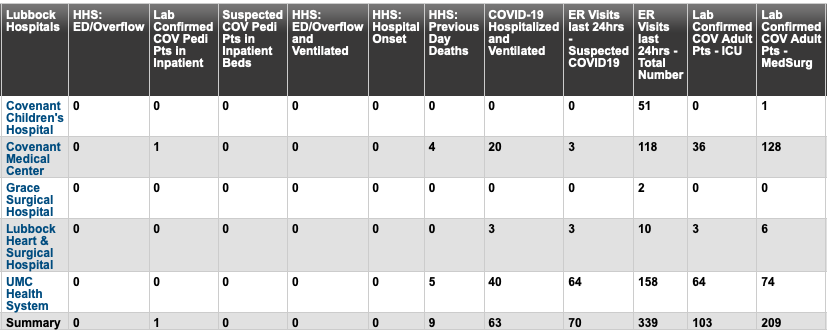 Lubbock Hospitals | HHS: ED/Overflow | Lab Confirmed COV Pedi Pts in Inpatient | Suspected COV Pedi Pts in Inpatient Beds | HHS: ED/Overflow and Ventilated | HHS: Hospital Onset | HHS: Previous Day Deaths | COVID-19 Hospitalized and Ventilated | ER Visits last 24hrs - Suspected COVID19 | ER Visits last 24hrs - Total Number | Lab Confirmed COV Adult Pts - ICU | Lab Confirmed COV Adult Pts - MedSurg
Covenant Children's Hospital | 0 | 0 | 0 | 0 | 0 | 0 | 0 | 0 | 51 | 0 | 1
Covenant Medical Center | 0 | 1 | 0 | 0 | 0 | 4 | 20 | 3 | 118 | 36 | 128
Grace Surgical Hospital | 0 | 0 | 0 | 0 | 0 | 0 | 0 | 0 | 2 | 0 | 0
Lubbock Heart & Surgical Hospital | 0 | 0 | 0 | 0 | 0 | 0 | 3 | 3 | 10 | 3 | 6
UMC Health System | 0 | 0 | 0 | 0 | 0 | 5 | 40 | 64 | 158 | 64 | 74
Summary | 0 | 1 | 0 | 0 | 0 | 9 | 63 | 70 | 339 | 103 | 209